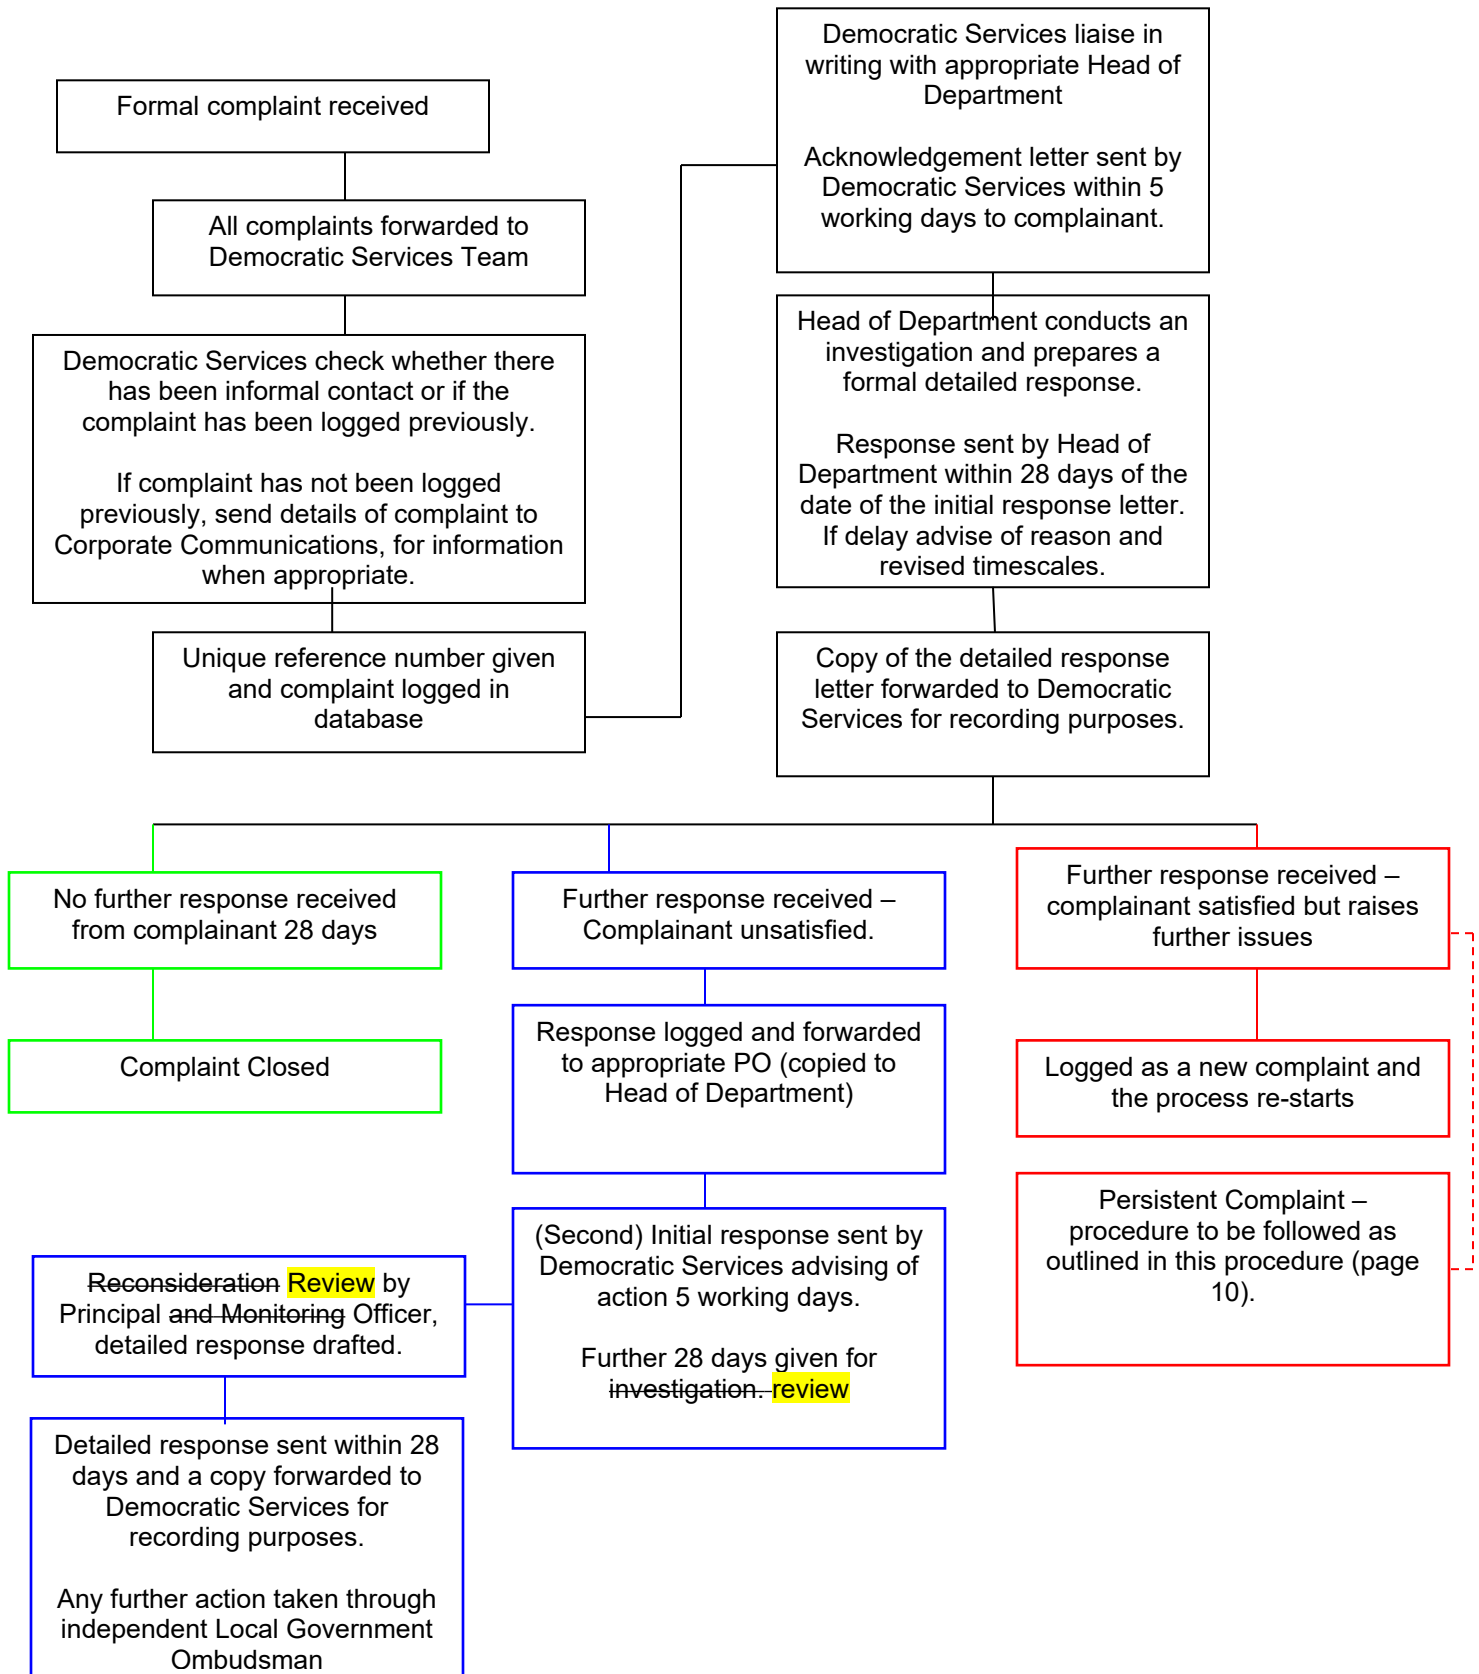 Formal complaint received
All complaints forwarded to
Democratic Services Team
Democratic Services check whether there
has been informal contact or if the
complaint has been logged previously.
If complaint has not been logged
previously, send details of complaint to
Corporate Communications, for information
when appropriate.
Unique reference number given
and complaint logged in
database
Democratic Services liaise in
writing with appropriate Head of
Department
Acknowledgement letter sent by
Democratic Services within 5
working days to complainant.
Head of Department conducts an
investigation and prepares a
formal detailed response.
Response sent by Head of
Department within 28 days of the
date of the initial response letter.
If delay advise of reason and
revised timescales.
Copy of the detailed response
letter forwarded to Democratic
Services for recording purposes.
No further response received
from complainant 28 days
Complaint Closed
Further response received –
Complainant unsatisfied.
Response logged and forwarded
to appropriate PO (copied to
Head of Department)
(Second) Initial response sent by
Democratic Services advising of
action 5 working days.
Further 28 days given for
investigation. review
Reconsideration Review by
Principal and Monitoring Officer,
detailed response drafted.
Detailed response sent within 28
days and a copy forwarded to
Democratic Services for
recording purposes.
Any further action taken through
independent Local Government
Ombudsman
Further response received –
complainant satisfied but raises
further issues
Logged as a new complaint and
the process re-starts
Persistent Complaint –
procedure to be followed as
outlined in this procedure (page
10).